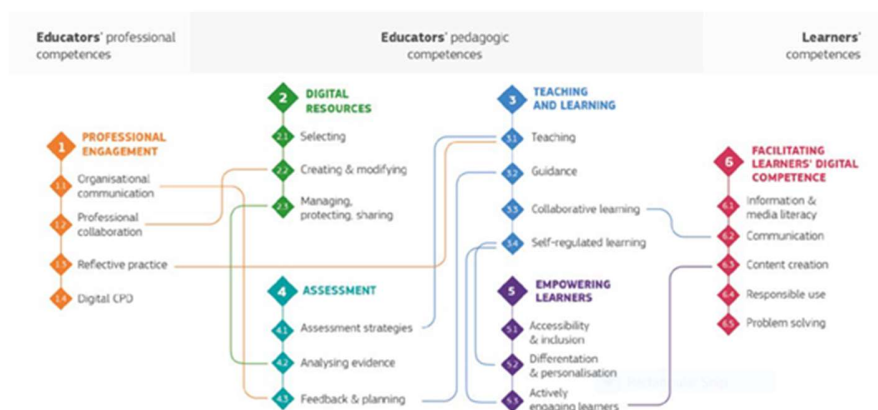 Educators' professional
competences
Educators' pedagogic
competences
Learners'
competences
1
PROFESSIONAL
ENGAGEMENT
1.1
Organisational
communication
1.2
Professional
collaboration
1.3
Reflective practice
1.4
Digital CPD
2
DIGITAL
RESOURCES
2.1
Selecting
2.2
Creating & modifying
2.3
Managing,
protecting, sharing
4
ASSESSMENT
4.1
Assessment strategies
4.2
Analysing evidence
4.3
Feedback & planning
3
TEACHING
AND LEARNING
3.1
Teaching
3.2
Guidance
3.3
Collaborative learning
3.4
Self-regulated learning
5
EMPOWERING
LEARNERS
5.1
Accessibility
& inclusion
5.2
Differentation
& personalisation
5.3
Actively
engaging learners
6
FACILITATING
LEARNERS' DIGITAL
COMPETENCE
6.1
Information &
media literacy
6.2
Communication
6.3
Content creation
6.4
Responsible use
6.5
Problem solving